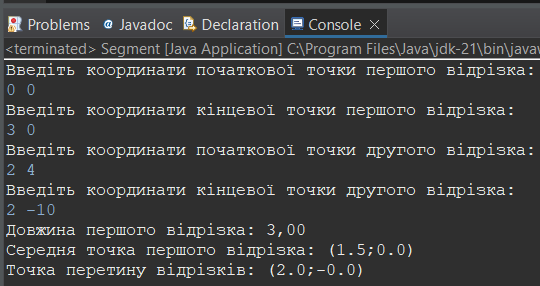 Problems Javadoc Declaration Console
<terminated> Segment [Java Application] C:\Program Files\Java\jdk-21\bin\javaw
Введіть координати початкової точки першого відрізка:
0 0
Введіть координати кінцевої точки першого відрізка:
3 0
Введіть координати початкової точки другого відрізка:
2 4
Введіть координати кінцевої точки другого відрізка:
2 -10
Довжина першого відрізка: 3,00
Середня точка першого відрізка: (1.5;0.0)
Точка перетину відрізків: (2.0;-0.0)